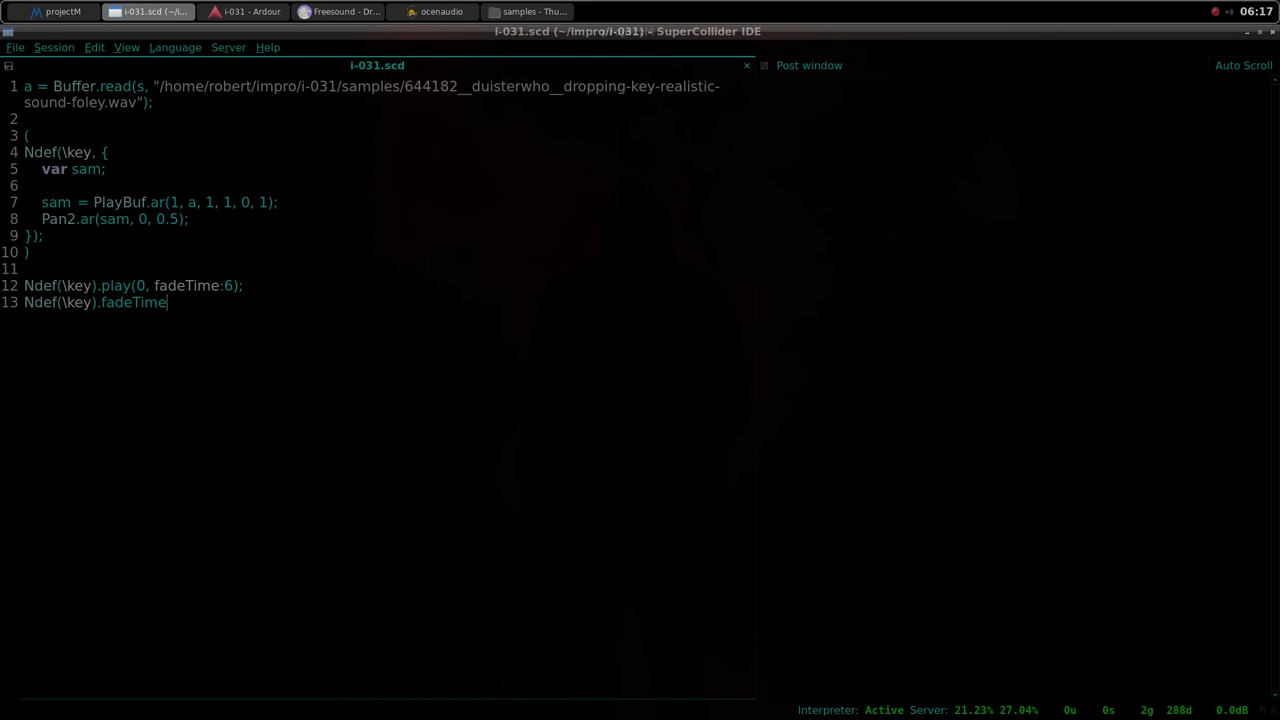 projectM
i-031.scd (~/i...
i-031 - Ardour
Freesound - Dr...
ocenaudio
samples - Thu...
06:17
i-031.scd (~/impro/i-031) - SuperCollider IDE
File Session Edit View Language Server Help
i-031.scd
Post window
Auto Scroll
1 a = Buffer.read(s, "/home/robert/impro/i-031/samples/644182__duisterwho__dropping-key-realistic-
sound-foley.wav");
2
3 (
4 Ndef(\key, {
5 var sam;
6
7 sam = PlayBuf.ar(1, a, 1, 1, 0, 1);
8 Pan2.ar(sam, 0, 0.5);
9 });
10 )
11
12 Ndef(\key).play(0, fadeTime:6);
13 Ndef(\key).fadeTime
Interpreter: Active Server: 21.23% 27.04% 0u 0s 2g 288d 0.0dB